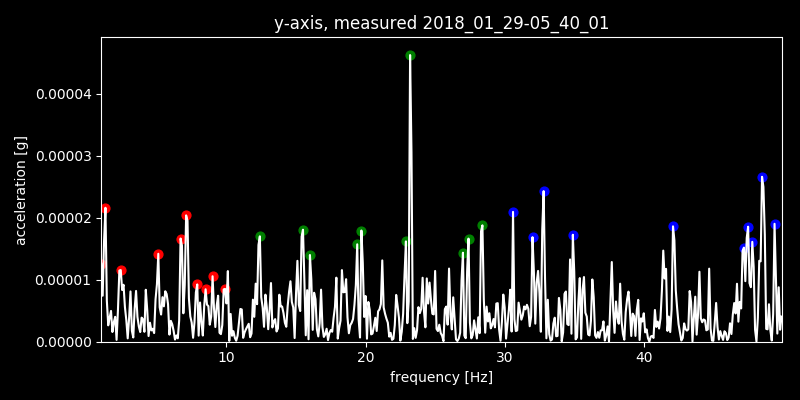 y-axis, measured 2018_01_29-05_40_01
acceleration [g]
0.00004
0.00003
0.00002
0.00001
0.00000
10 20 30 40
frequency [Hz]